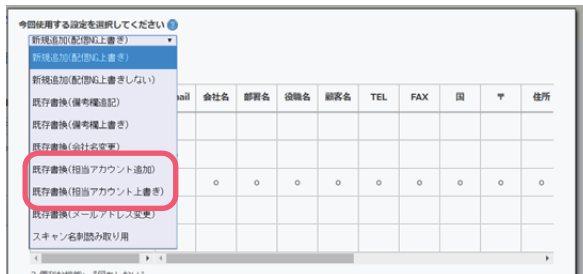 今回使用する設定を選択してください
新規追加(配信NG上書き)
新規追加(配信NG上書き)
新規追加(配信NG上書きしない)
既存書換(備考欄追記)
既存書換(備考欄上書き)
既存書換(会社名変更)
既存書換(担当アカウント追加)
既存書換(担当アカウント上書き)
既存書換(メールアドレス変更)
スキャン名刺読み取り用
ail 会社名 部署名 役職名 顧客名 TEL FAX 国 〒 住所
○ ○ ○ ○ ○ ○ ○ ○ ○